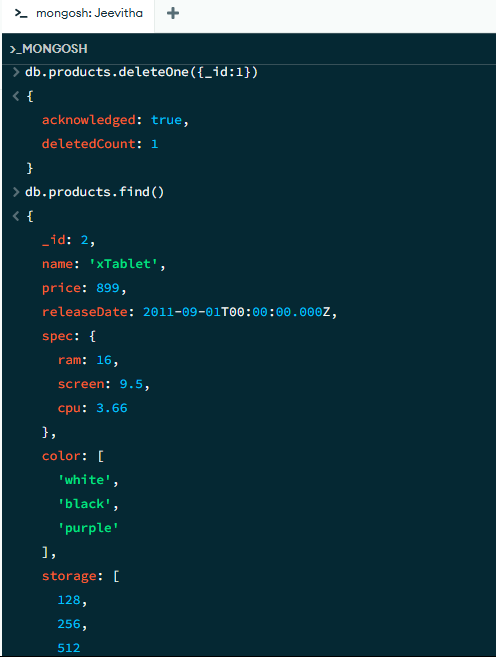 >_ mongosh: Jeevitha +
>_MONGOSH
> db.products.deleteOne({_id:1})
< {
acknowledged: true,
deletedCount: 1
}
> db.products.find()
< {
_id: 2,
name: 'xTablet',
price: 899,
releaseDate: 2011-09-01T00:00:00.000Z,
spec: {
ram: 16,
screen: 9.5,
cpu: 3.66
},
color: [
'white',
'black',
'purple'
],
storage: [
128,
256,
512